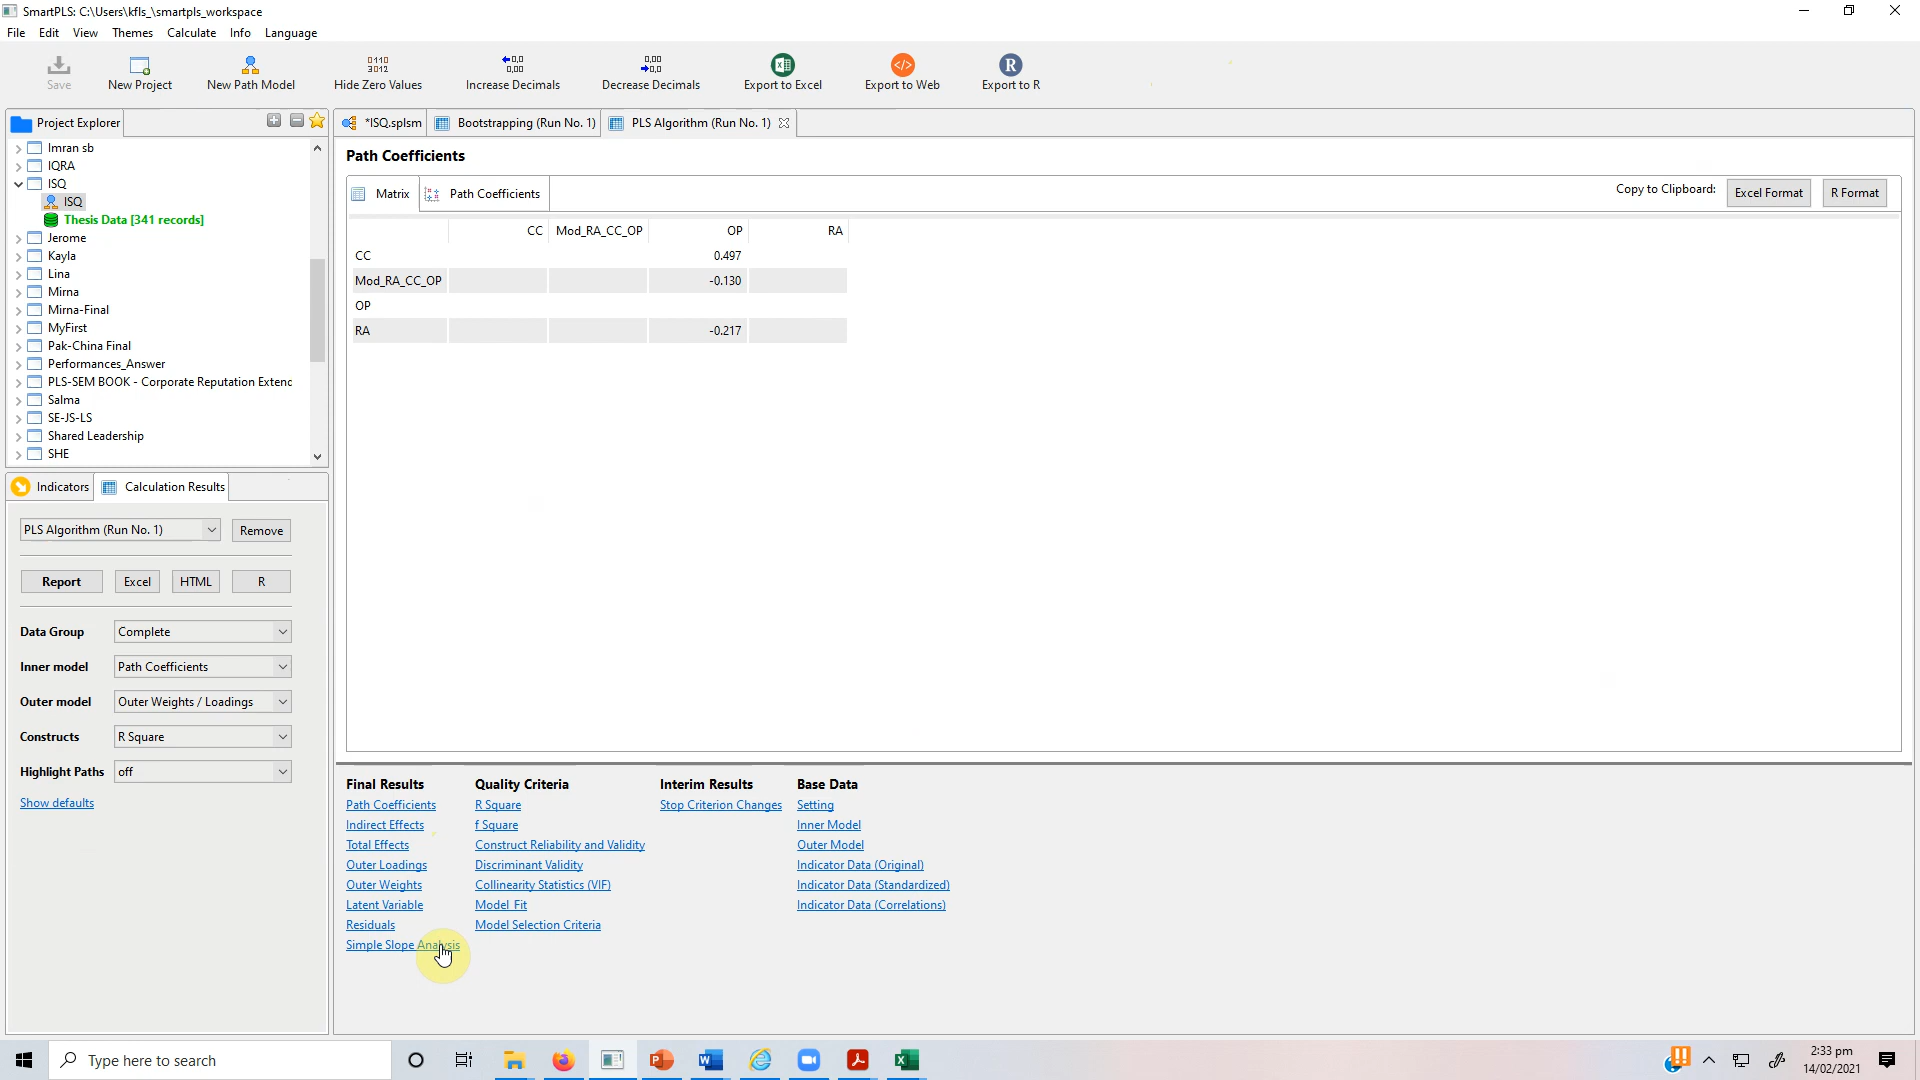 SmartPLS: C:\Users\kfls_\smartpls_workspace
File Edit View Themes Calculate Info Language
Save New Project New Path Model Hide Zero Values Increase Decimals Decrease Decimals Export to Excel Export to Web Export to R
Project Explorer
Imran sb
IQRA
ISQ
ISQ
Thesis Data [341 records]
Jerome
Kayla
Lina
Mirna
Mirna-Final
MyFirst
Pak-China Final
Performances_Answer
PLS-SEM BOOK - Corporate Reputation Extenc
Salma
SE-JS-LS
Shared Leadership
SHE
Indicators Calculation Results
PLS Algorithm (Run No. 1) Remove
Report Excel HTML R
Data Group Complete
Inner model Path Coefficients
Outer model Outer Weights / Loadings
Constructs R Square
Highlight Paths off
Show defaults
*ISQ.splsm Bootstrapping (Run No. 1) PLS Algorithm (Run No. 1)
Path Coefficients
Matrix Path Coefficients Copy to Clipboard: Excel Format R Format
CC Mod_RA_CC_OP OP RA
CC 0.497
Mod_RA_CC_OP -0.130
OP
RA -0.217
Final Results Quality Criteria Interim Results Base Data
Path Coefficients R Square Stop Criterion Changes Setting
Indirect Effects f Square Inner Model
Total Effects Construct Reliability and Validity Outer Model
Outer Loadings Discriminant Validity Indicator Data (Original)
Outer Weights Collinearity Statistics (VIF) Indicator Data (Standardized)
Latent Variable Model_Fit Indicator Data (Correlations)
Residuals Model Selection Criteria
Simple Slope Analysis
Type here to search
2:33 pm
14/02/2021